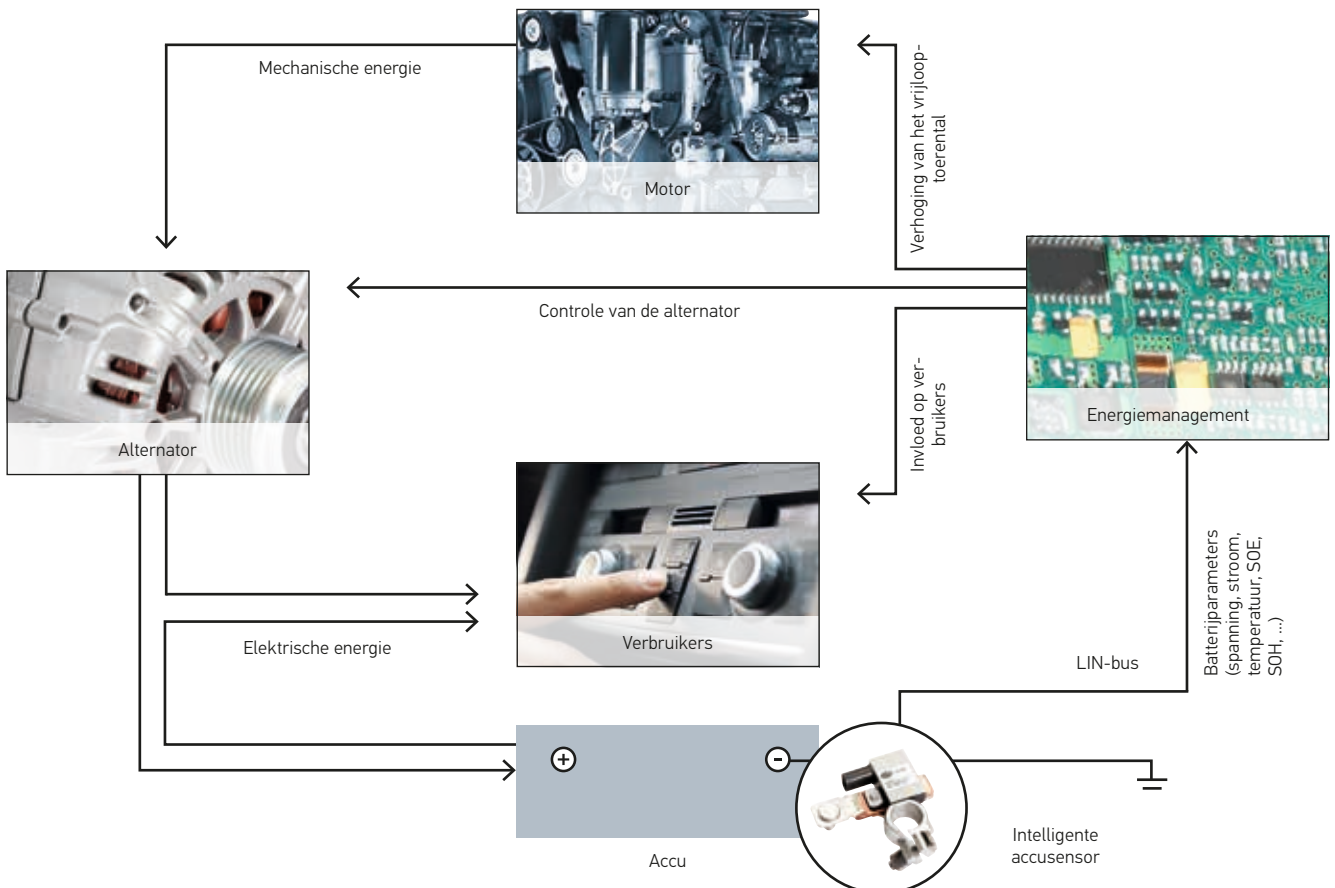 Mechanische energie
Motor
Verhoging van het vrijloop-
toerental
Controle van de alternator
Alternator
Invloed op ver-
bruikers
Energiemanagement
Verbruikers
Elektrische energie
LIN-bus
Batterijparameters
(spanning, stroom,
temperatuur, SOE,
SOH, ...)
+
-
Accu
Intelligente
accusensor